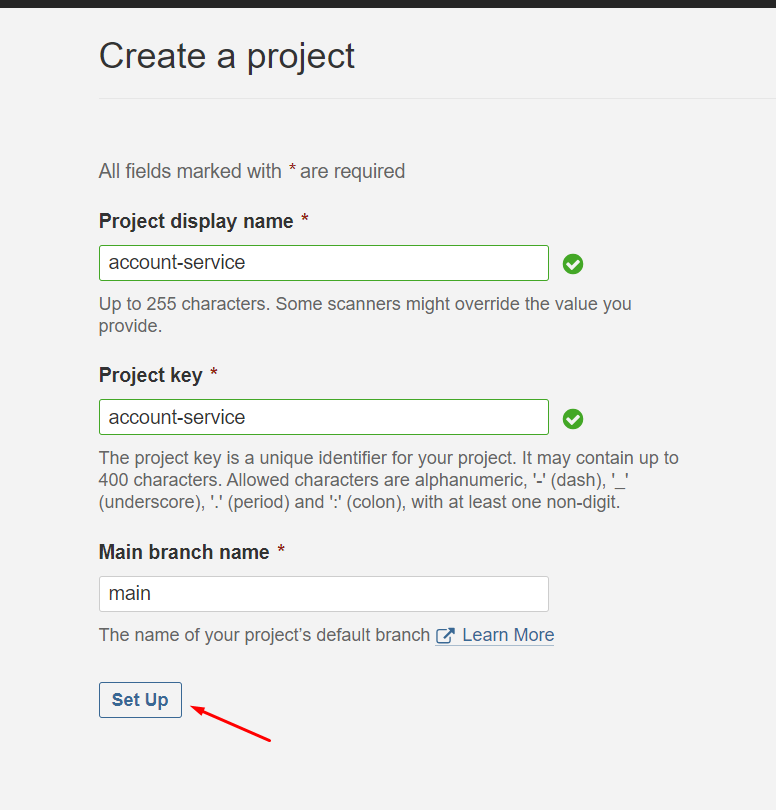 Create a project
All fields marked with * are required
Project display name *
account-service
Up to 255 characters. Some scanners might override the value you
provide.
Project key *
account-service
The project key is a unique identifier for your project. It may contain up to
400 characters. Allowed characters are alphanumeric, '-' (dash), '_'
(underscore), '.' (period) and ':' (colon), with at least one non-digit.
Main branch name *
main
The name of your project's default branch Learn More
Set Up